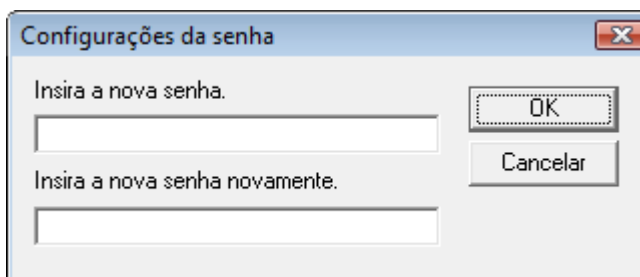 Configurações da senha
Insira a nova senha.
OK
Cancelar
Insira a nova senha novamente.